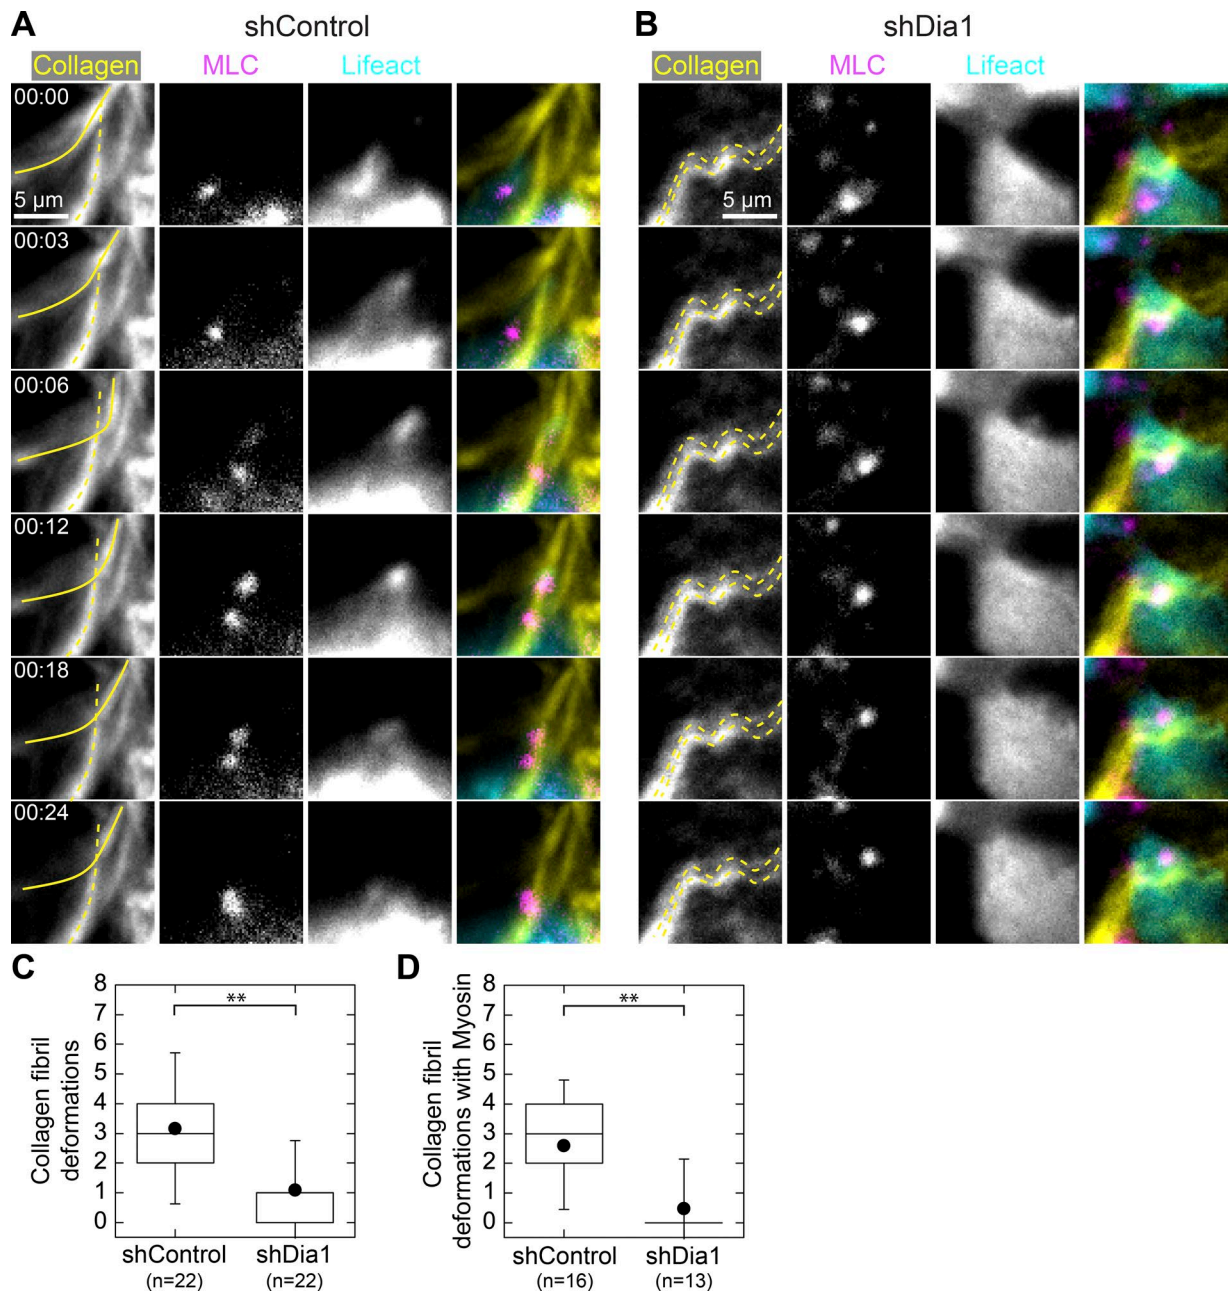 A
shControl
B
shDia1
Collagen
MLC
Lifeact
Collagen
MLC
Lifeact
00:00
5 µm
5 µm
00:03
00:06
00:12
00:18
00:24
C
D
Collagen fibril
deformations
8
7
6
5
4
3
2
1
0
**
shControl
shDia1
(n=22)
(n=22)
Collagen fibril
deformations with Myosin
8
7
6
5
4
3
2
1
0
**
shControl
shDia1
(n=16)
(n=13)